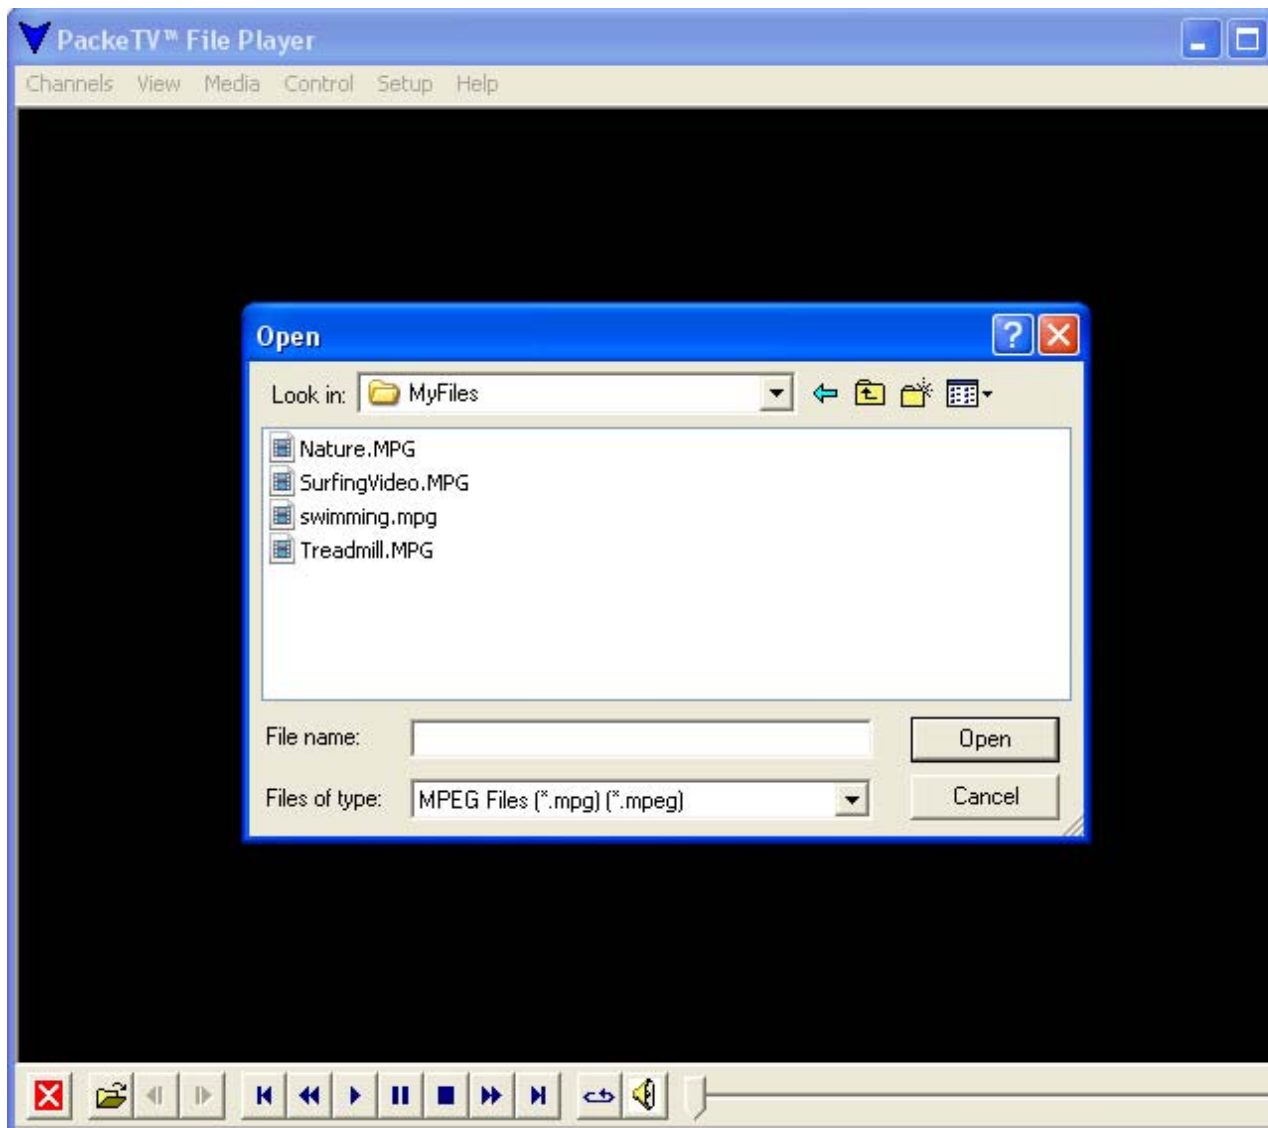 PackeTV™ File Player
Channels View Media Control Setup Help
Open
Look in: MyFiles
Nature.MPG
SurfingVideo.MPG
swimming.mpg
Treadmill.MPG
File name:
Open
Files of type: MPEG Files (*.mpg) (*.mpeg)
Cancel